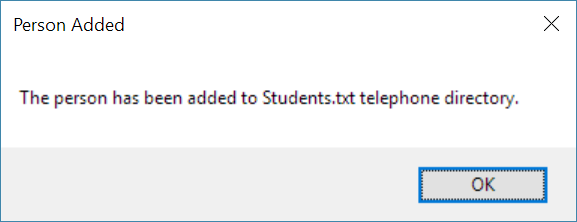 Person Added
The person has been added to Students.txt telephone directory.
OK